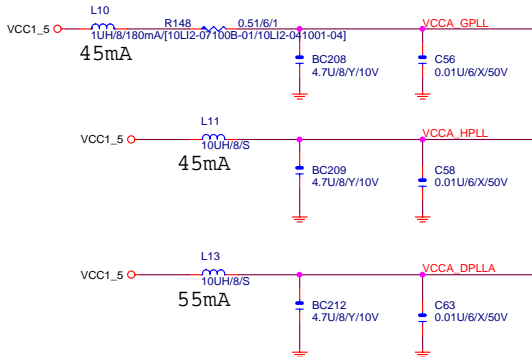 L10
R148 0.51/6/1
VCCA_GPLL
VCC1_5
1UH/8/180mA/[10LI2-07100B-01/10LI2-041001-04]
45mA
BC208
4.7U/8/Y/10V
C56
0.01U/6/X/50V
L11
VCCA_HPLL
VCC1_5
10UH/8/S
45mA
BC209
4.7U/8/Y/10V
C58
0.01U/6/X/50V
L13
VCCA_DPLLA
VCC1_5
10UH/8/S
55mA
BC212
4.7U/8/Y/10V
C63
0.01U/6/X/50V